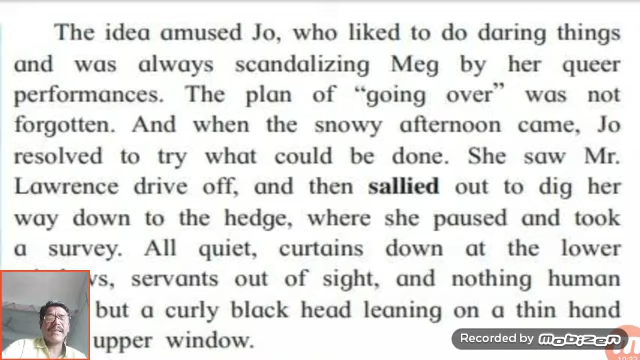 The idea amused Jo, who liked to do daring things
and was always scandalizing Meg by her queer
performances. The plan of “going over” was not
forgotten. And when the snowy afternoon came, Jo
resolved to try what could be done. She saw Mr.
Lawrence drive off, and then sallied out to dig her
way down to the hedge, where she paused and took
a survey. All quiet, curtains down at the lower
servants out of sight, and nothing human
but a curly black head leaning on a thin hand
upper window.
Recorded by Mobizen